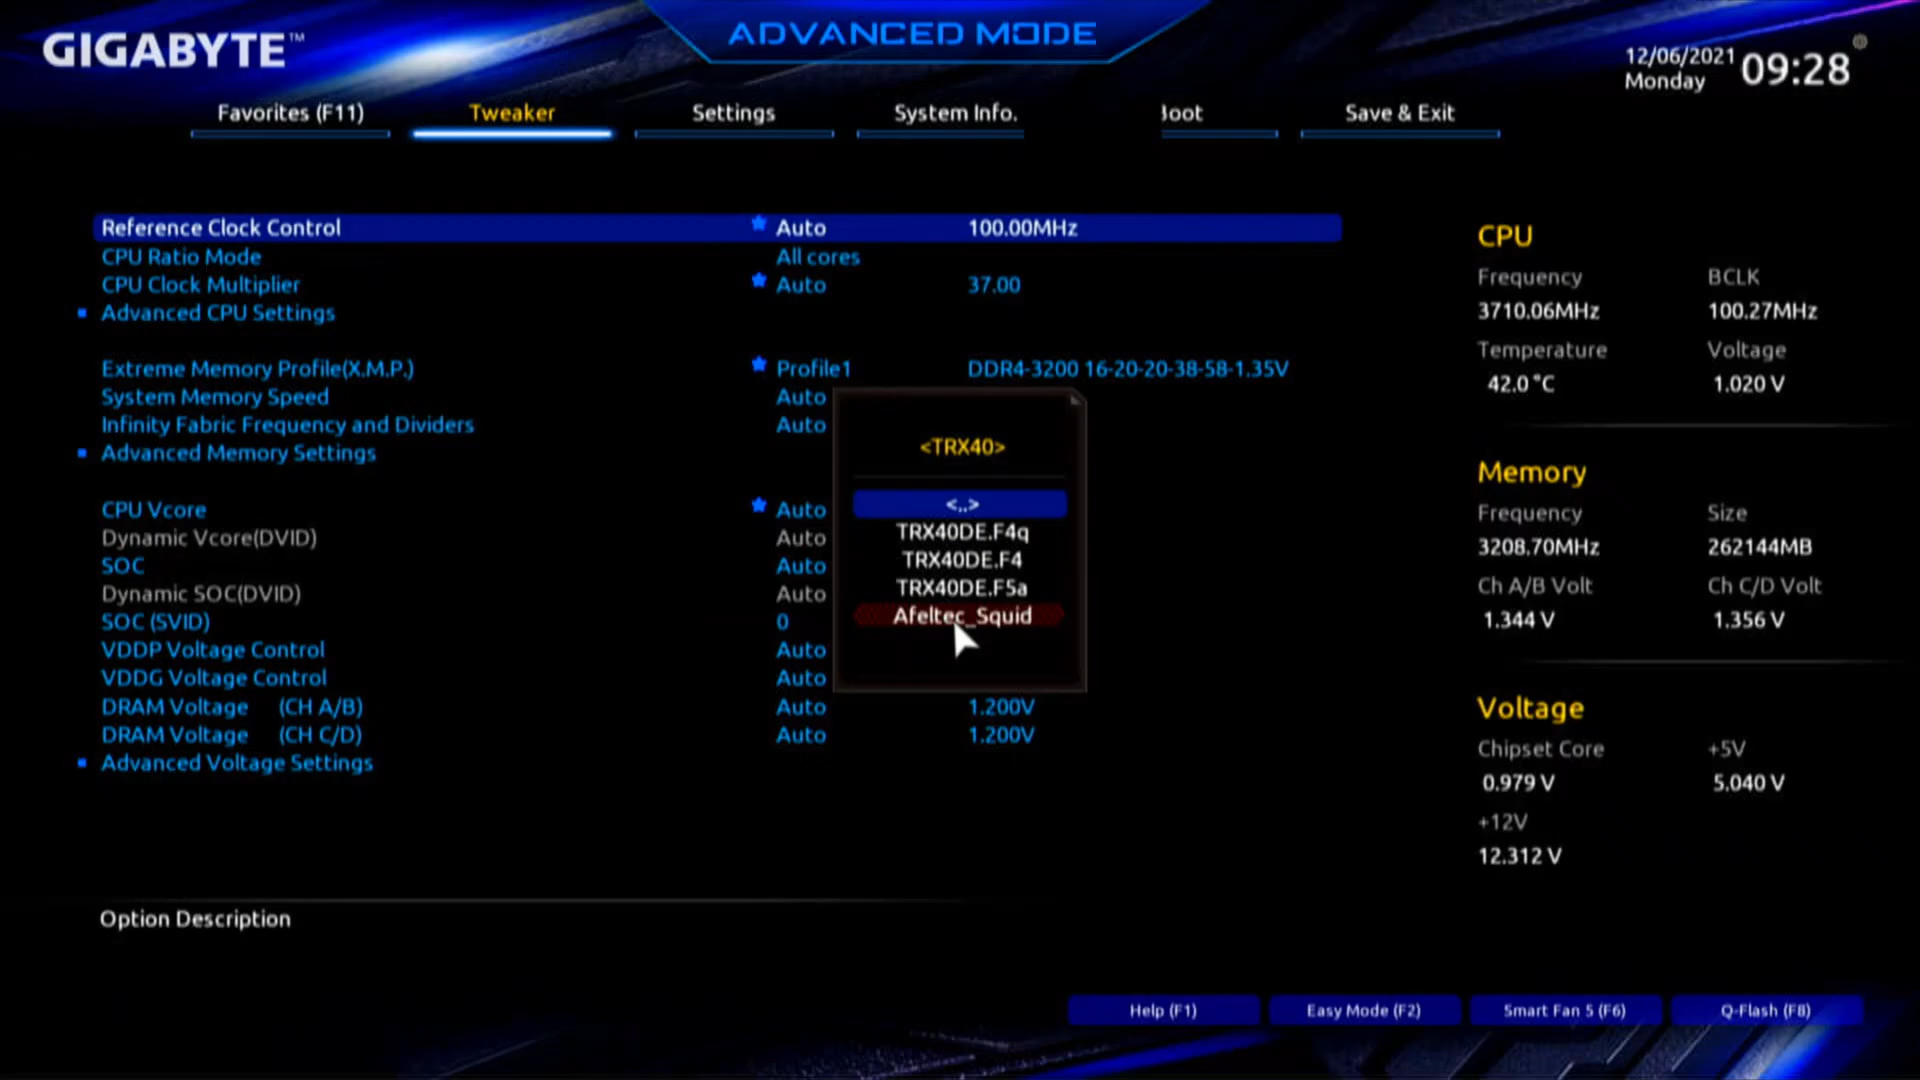 GIGABYTE™
ADVANCED MODE
12/06/2021
Monday
09:28
Favorites (F11)
Tweaker
Settings
System Info.
Boot
Save & Exit
Reference Clock Control Auto 100.00MHz
CPU Ratio Mode All cores
CPU Clock Multiplier Auto 37.00
Advanced CPU Settings
Extreme Memory Profile(X.M.P.) Profile1 DDR4-3200 16-20-20-38-58-1.35V
System Memory Speed Auto
Infinity Fabric Frequency and Dividers Auto
Advanced Memory Settings
CPU Vcore Auto
Dynamic Vcore(DVID) Auto
SOC Auto
Dynamic SOC(DVID) Auto
SOC (SVID) 0
VDDP Voltage Control Auto
VDDG Voltage Control Auto
DRAM Voltage (CH A/B) Auto 1.200V
DRAM Voltage (CH C/D) Auto 1.200V
Advanced Voltage Settings
<TRX40>
<..>
TRX40DE.F4q
TRX40DE.F4
TRX40DE.F5a
Afeltec_Squid
CPU
Frequency BCLK
3710.06MHz 100.27MHz
Temperature Voltage
42.0 °C 1.020 V
Memory
Frequency Size
3208.70MHz 262144MB
Ch A/B Volt Ch C/D Volt
1.344 V 1.356 V
Voltage
Chipset Core +5V
0.979 V 5.040 V
+12V
12.312 V
Option Description
Help (F1)
Easy Mode (F2)
Smart Fan 5 (F6)
Q-Flash (F8)